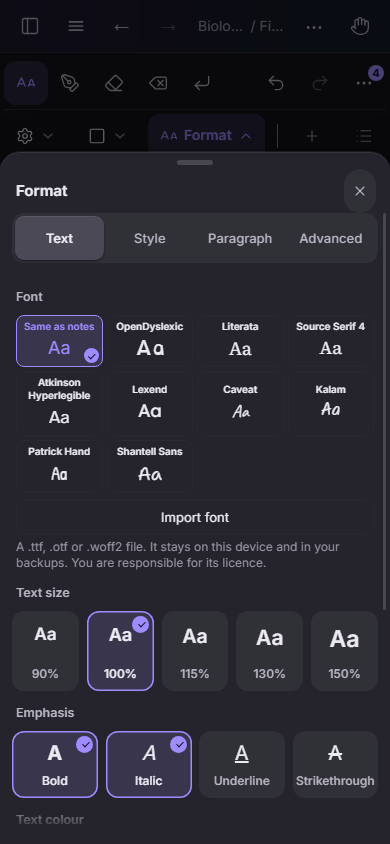 Biolo... / Fi...
Aa
4
Aa Format
Format
Text Style Paragraph Advanced
Font
Same as notes OpenDyslexic Literata Source Serif 4
Aa Aa Aa Aa
Atkinson Hyperlegible Lexend Caveat Kalam
Aa Aa Aa Aa
Patrick Hand Shantell Sans
Aa Aa
Import font
A .ttf, .otf or .woff2 file. It stays on this device and in your
backups. You are responsible for its licence.
Text size
Aa Aa Aa Aa Aa
90% 100% 115% 130% 150%
Emphasis
A A A A
Bold Italic Underline Strikethrough
Text colour